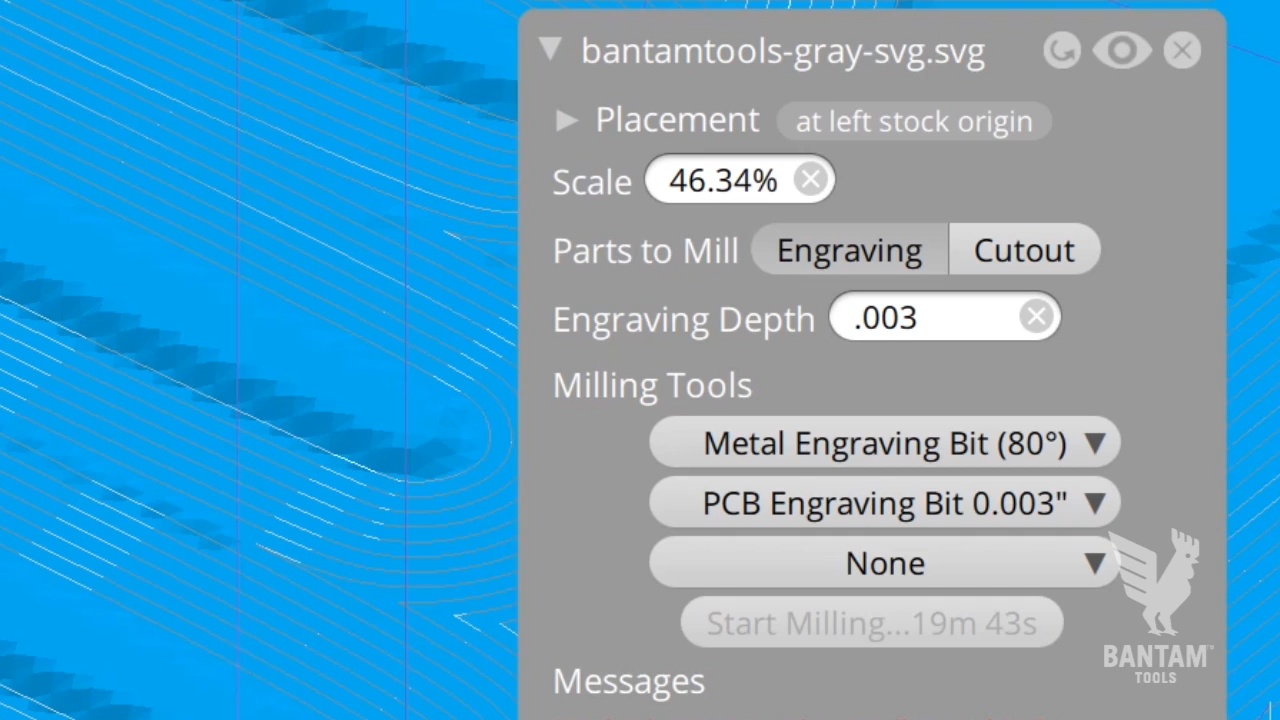 bantamtools-gray-svg.svg
Placement at left stock origin
Scale 46.34%
Parts to Mill Engraving Cutout
Engraving Depth .003
Milling Tools
Metal Engraving Bit (80°)
PCB Engraving Bit 0.003"
None
Start Milling...19m 43s
Messages
BANTAM
TOOLS